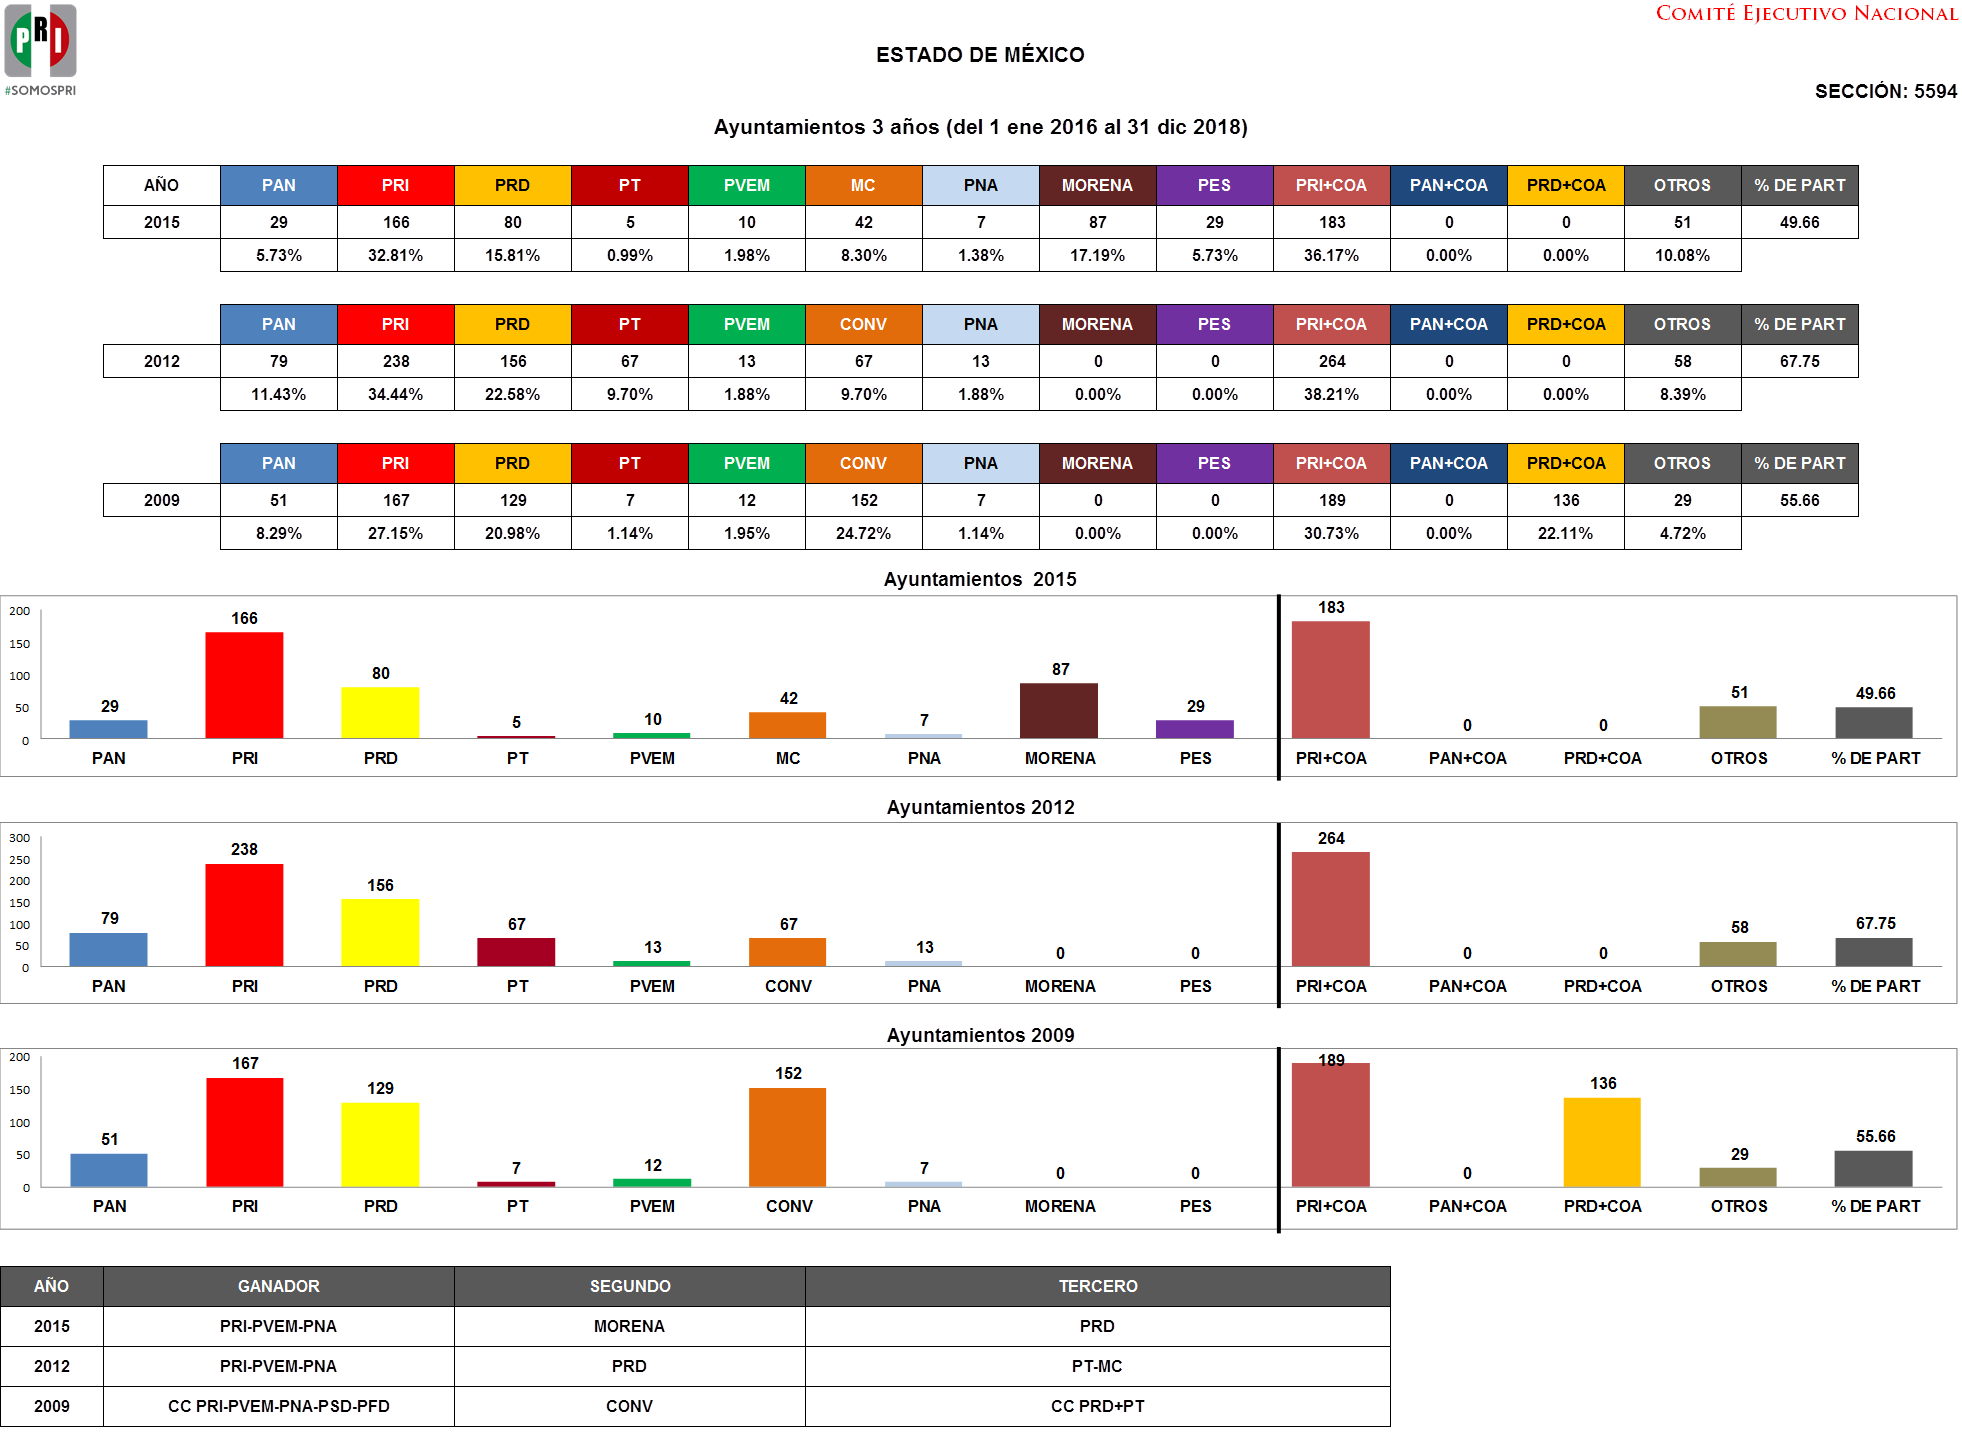 PRI
#SOMOSPRI
COMITÉ EJECUTIVO NACIONAL
ESTADO DE MÉXICO
SECCIÓN: 5594
Ayuntamientos 3 años (del 1 ene 2016 al 31 dic 2018)
AÑO PAN PRI PRD PT PVEM MC PNA MORENA PES PRI+COA PAN+COA PRD+COA OTROS % DE PART
2015 29 166 80 5 10 42 7 87 29 183 0 0 51 49.66
5.73% 32.81% 15.81% 0.99% 1.98% 8.30% 1.38% 17.19% 5.73% 36.17% 0.00% 0.00% 10.08%
PAN PRI PRD PT PVEM CONV PNA MORENA PES PRI+COA PAN+COA PRD+COA OTROS % DE PART
2012 79 238 156 67 13 67 13 0 0 264 0 0 58 67.75
11.43% 34.44% 22.58% 9.70% 1.88% 9.70% 1.88% 0.00% 0.00% 38.21% 0.00% 0.00% 8.39%
PAN PRI PRD PT PVEM CONV PNA MORENA PES PRI+COA PAN+COA PRD+COA OTROS % DE PART
2009 51 167 129 7 12 152 7 0 0 189 0 136 29 55.66
8.29% 27.15% 20.98% 1.14% 1.95% 24.72% 1.14% 0.00% 0.00% 30.73% 0.00% 22.11% 4.72%
Ayuntamientos 2015
200
150
100
50
0
29 166 80 5 10 42 7 87 29 183 0 0 51 49.66
PAN PRI PRD PT PVEM MC PNA MORENA PES PRI+COA PAN+COA PRD+COA OTROS % DE PART
Ayuntamientos 2012
300
250
200
150
100
50
0
79 238 156 67 13 67 13 0 0 264 0 0 58 67.75
PAN PRI PRD PT PVEM CONV PNA MORENA PES PRI+COA PAN+COA PRD+COA OTROS % DE PART
Ayuntamientos 2009
200
150
100
50
0
51 167 129 7 12 152 7 0 0 189 0 136 29 55.66
PAN PRI PRD PT PVEM CONV PNA MORENA PES PRI+COA PAN+COA PRD+COA OTROS % DE PART
AÑO GANADOR SEGUNDO TERCERO
2015 PRI-PVEM-PNA MORENA PRD
2012 PRI-PVEM-PNA PRD PT-MC
2009 CC PRI-PVEM-PNA-PSD-PFD CONV CC PRD+PT